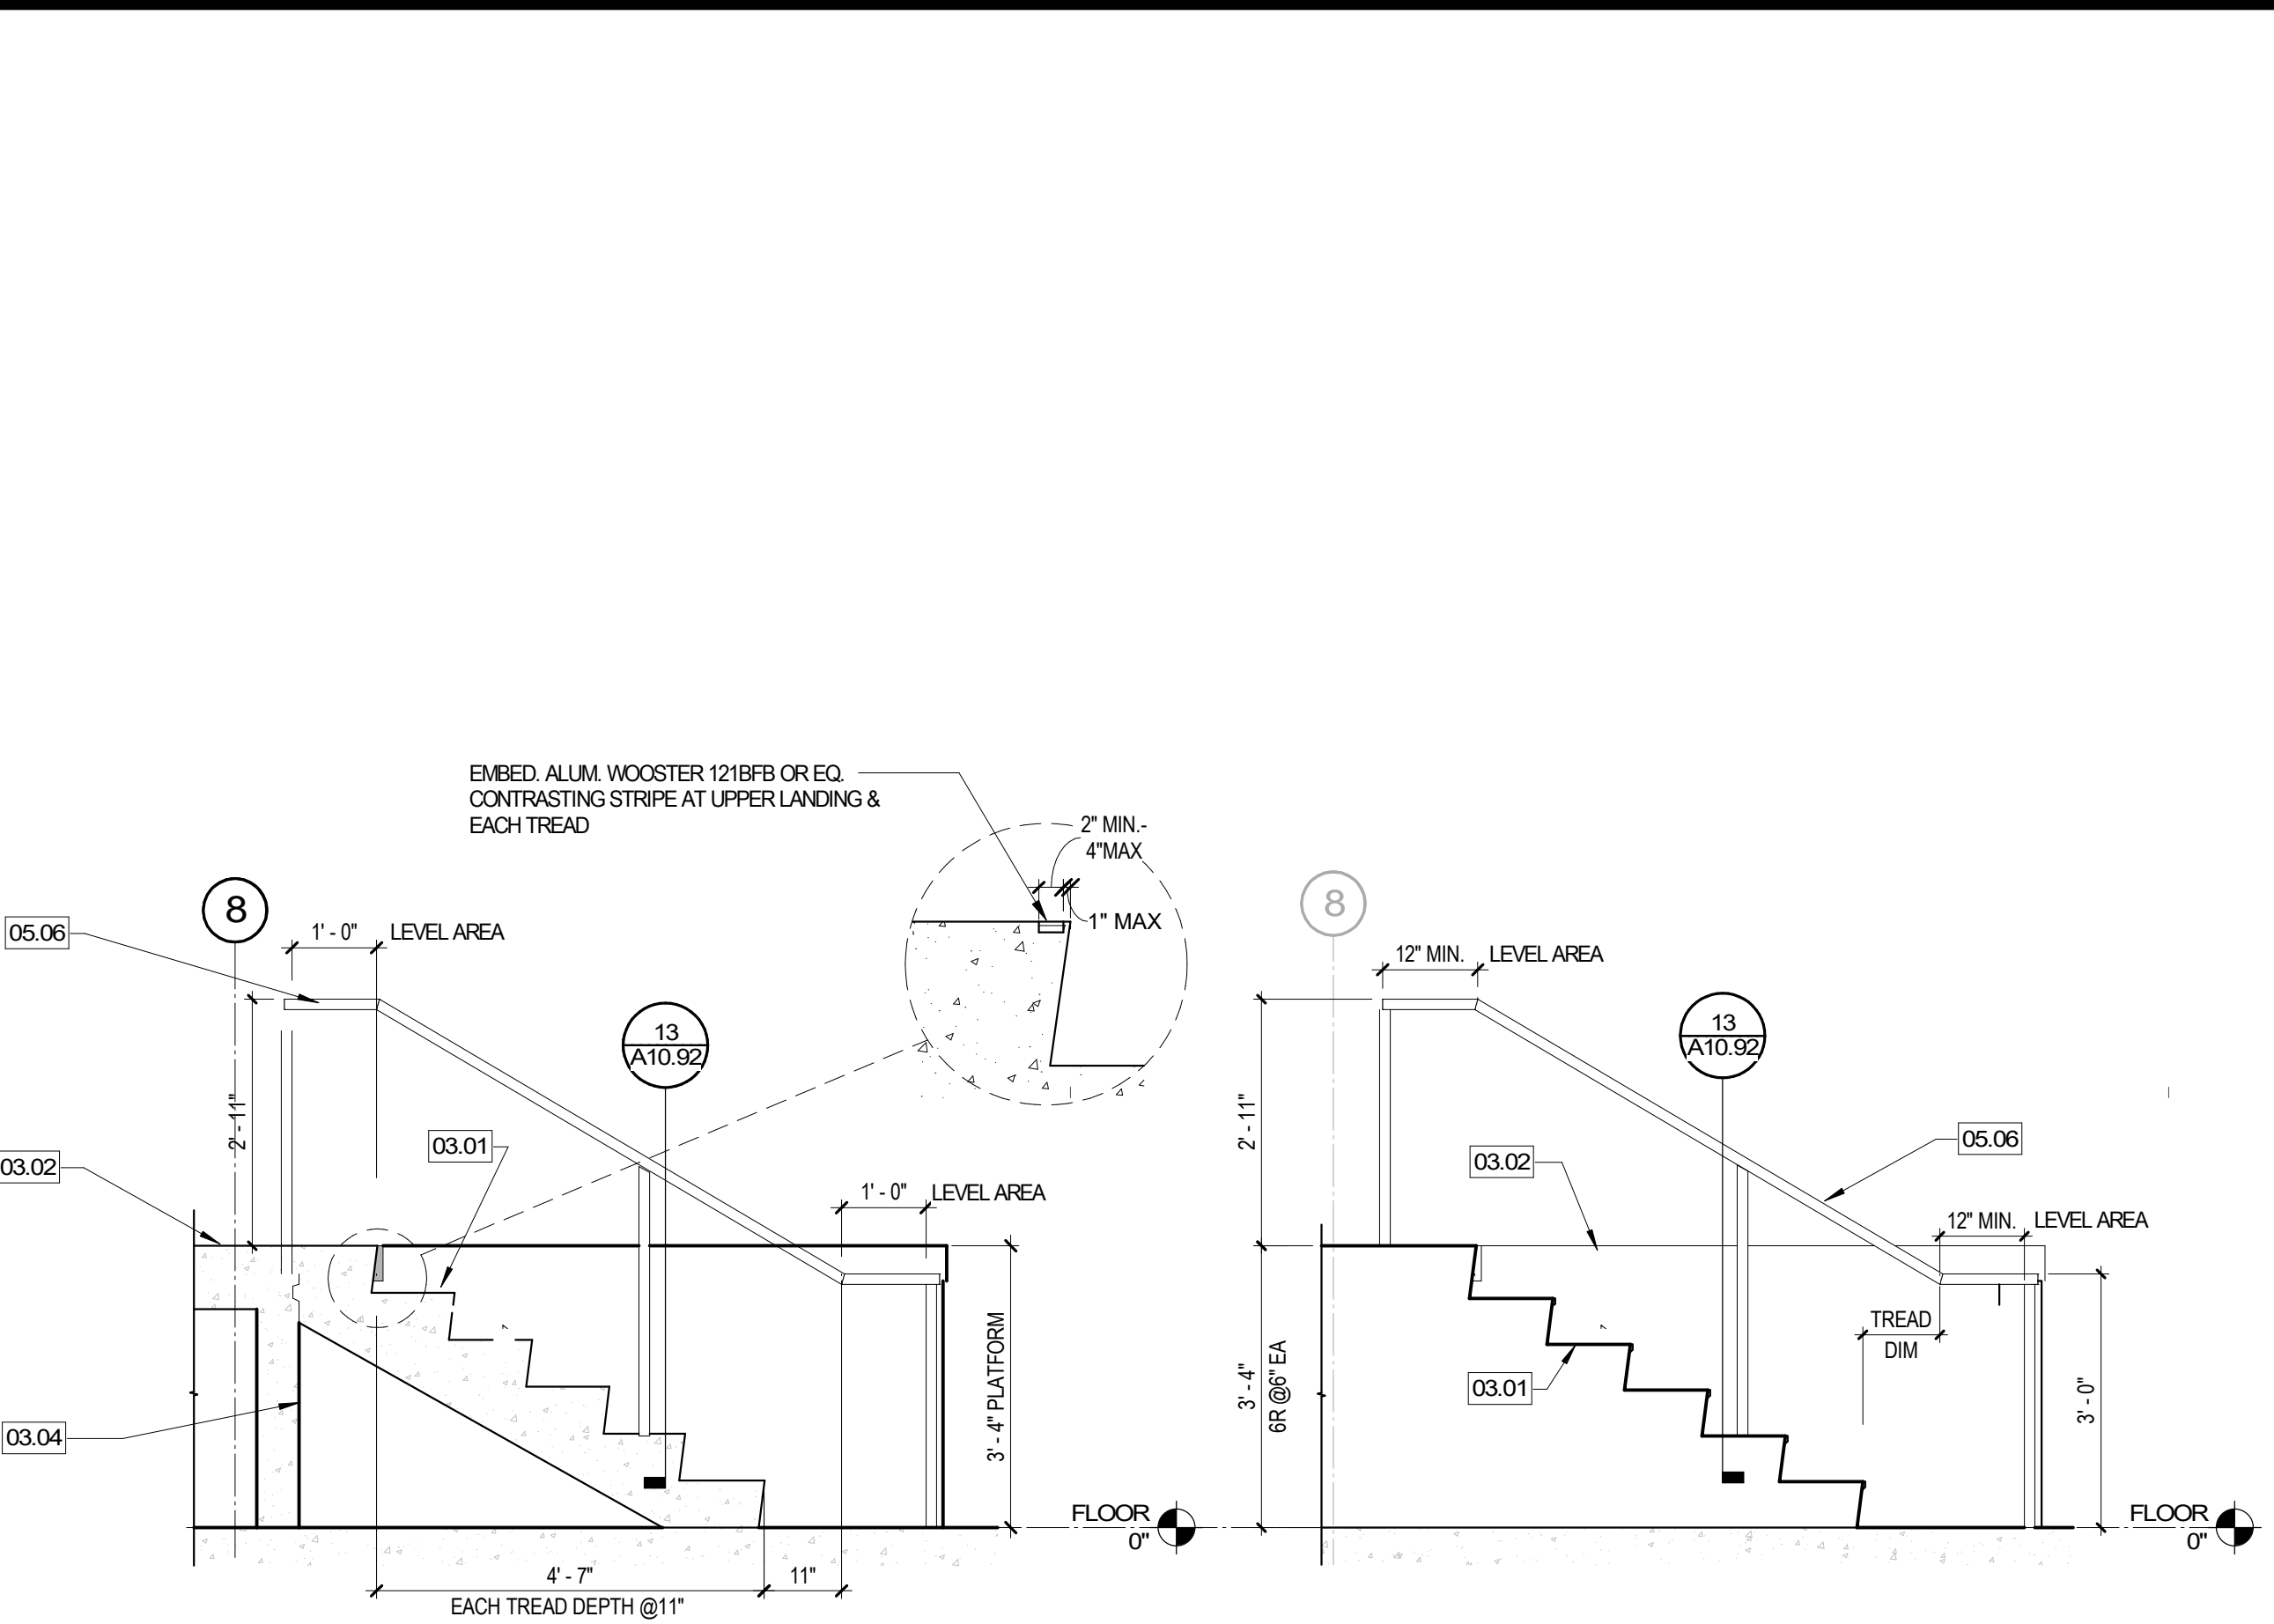 EMBED. ALUM. WOOSTER 121BFB OR EQ.
CONTRASTING STRIPE AT UPPER LANDING &
EACH TREAD
2" MIN.-
4"MAX
1" MAX
8
05.06
1' - 0"
LEVEL AREA
13
A10.92
2' - 11"
03.01
03.02
1' - 0"
LEVEL AREA
3' - 4" PLATFORM
03.04
FLOOR
0"
4' - 7"
11"
EACH TREAD DEPTH @11"
8
12" MIN.
LEVEL AREA
13
A10.92
2' - 11"
05.06
03.02
12" MIN.
LEVEL AREA
TREAD
DIM
3' - 4"
6R @6" EA
03.01
3' - 0"
FLOOR
0"